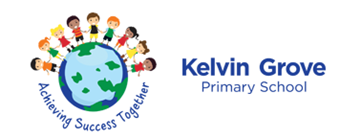 Achieving Success Together
Kelvin Grove
Primary School